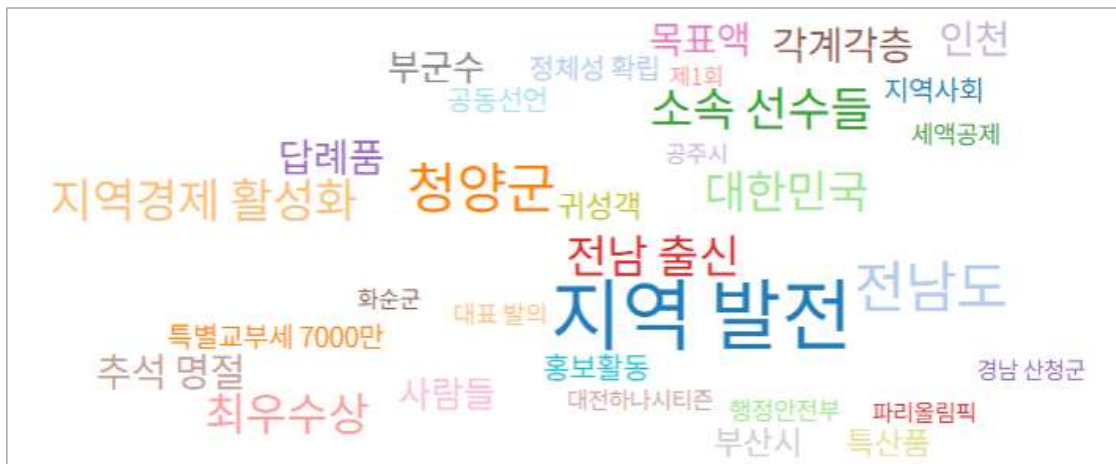 목표액 각계각층 인천
부군수 정체성 확립 제1회
공동선언 소속 선수들 지역사회
세액공제
답례품 공주시
지역경제 활성화 청양군 귀성객 대한민국
전남 출신
지역 발전 전남도
화순군 대표 발의
특별교부세 7000만
추석 명절 홍보활동 경남 산청군
최우수상 사람들 대전하나시티즌 행정안전부 파리올림픽
부산시 특산품